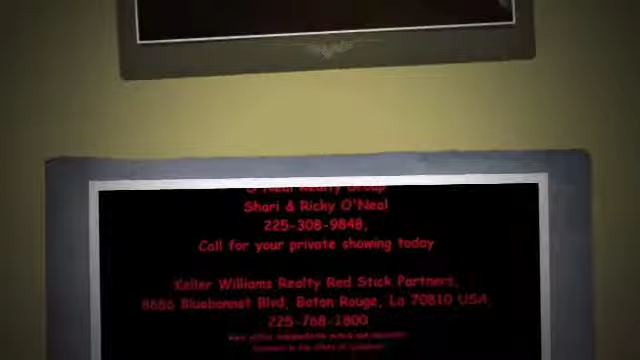 O'Neal Realty Group
Shari & Ricky O'Neal
225-308-9848,
Call for your private showing today
Keller Williams Realty Red Stick Partners,
8686 Bluebonnet Blvd, Baton Rouge, La 70810 USA,
225-768-1800